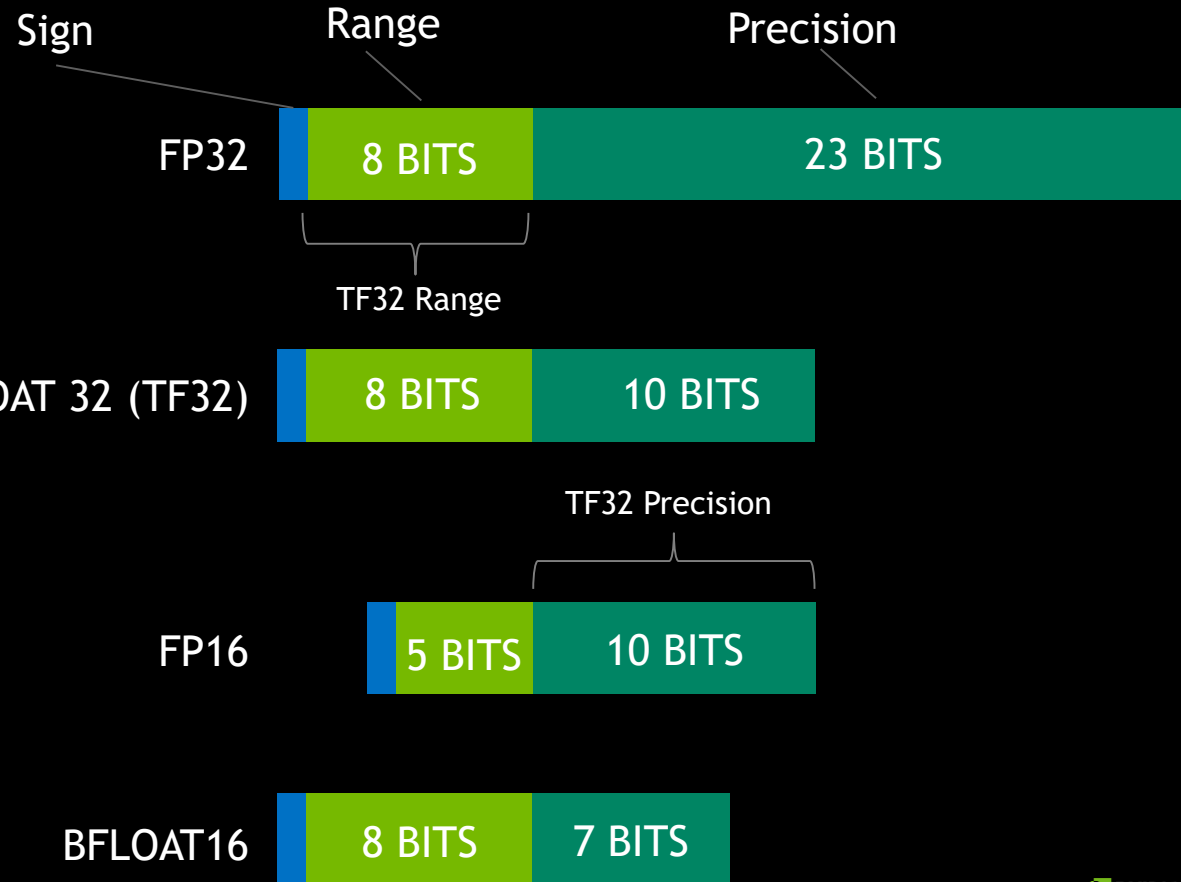 Sign
Range
Precision
FP32
8 BITS
23 BITS
TF32 Range
OAT 32 (TF32)
8 BITS
10 BITS
TF32 Precision
FP16
5 BITS
10 BITS
BFLOAT16
8 BITS
7 BITS